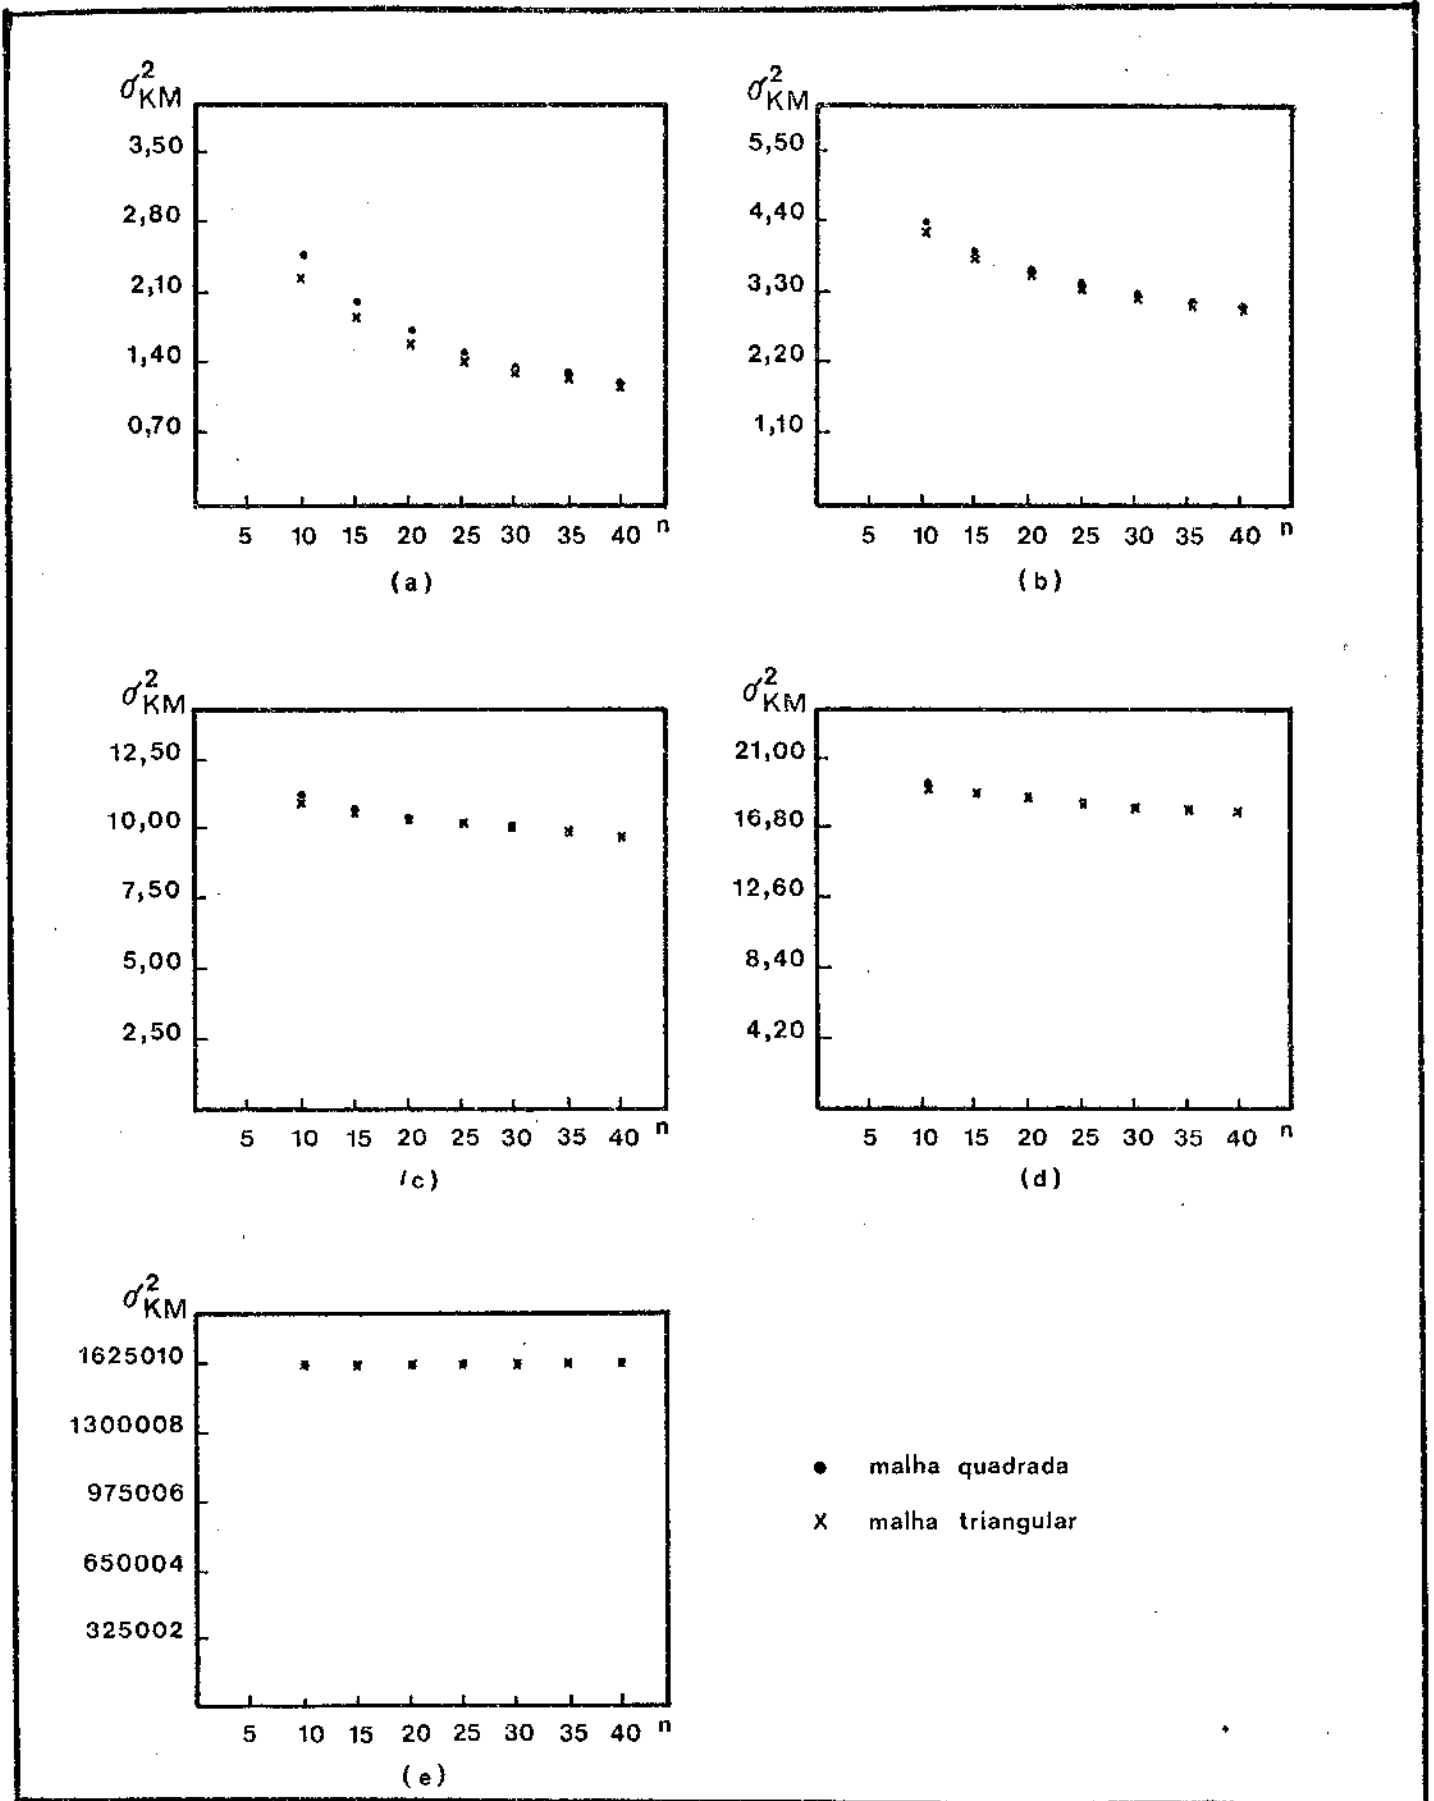 σ²KM
3,50
2,80
2,10
1,40
0,70
5 10 15 20 25 30 35 40 n
(a)
σ²KM
5,50
4,40
3,30
2,20
1,10
5 10 15 20 25 30 35 40 n
(b)
σ²KM
12,50
10,00
7,50
5,00
2,50
5 10 15 20 25 30 35 40 n
(c)
σ²KM
21,00
16,80
12,60
8,40
4,20
5 10 15 20 25 30 35 40 n
(d)
σ²KM
1625010
1300008
975006
650004
325002
5 10 15 20 25 30 35 40 n
(e)
• malha quadrada
x malha triangular